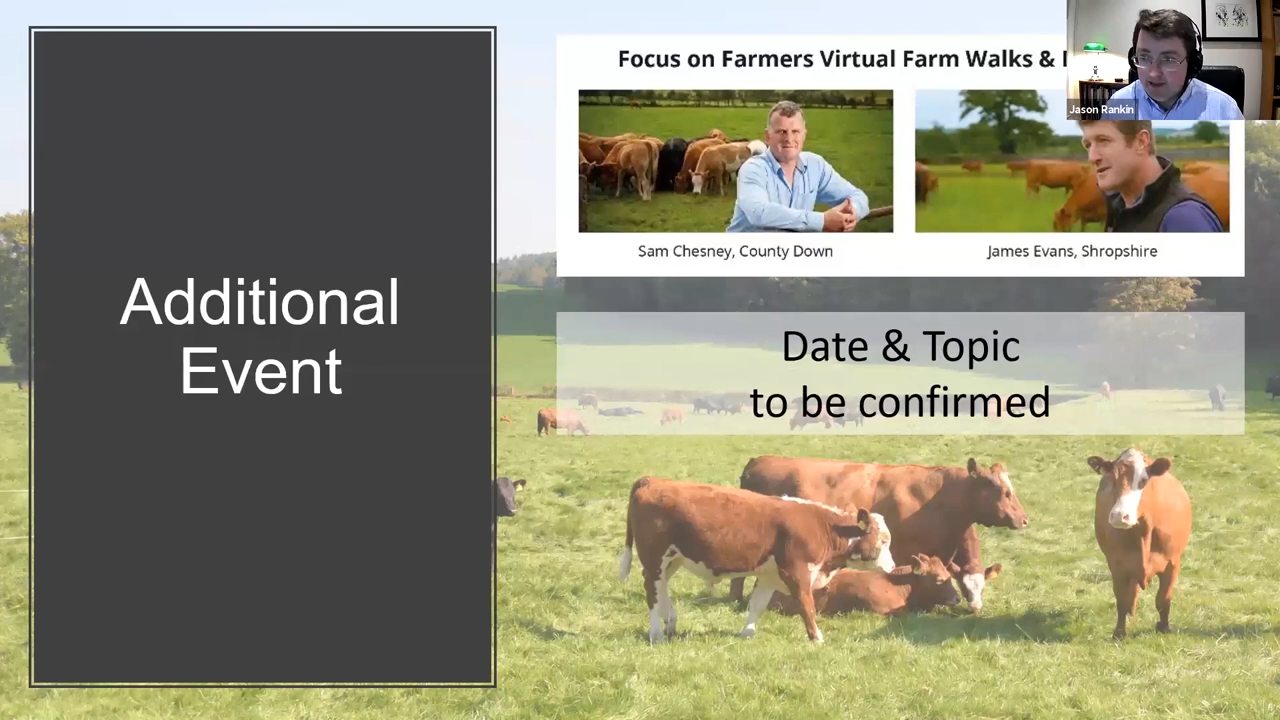 Additional
Event
Focus on Farmers Virtual Farm Walks &
Jason Rankin
Sam Chesney, County Down
James Evans, Shropshire
Date & Topic
to be confirmed